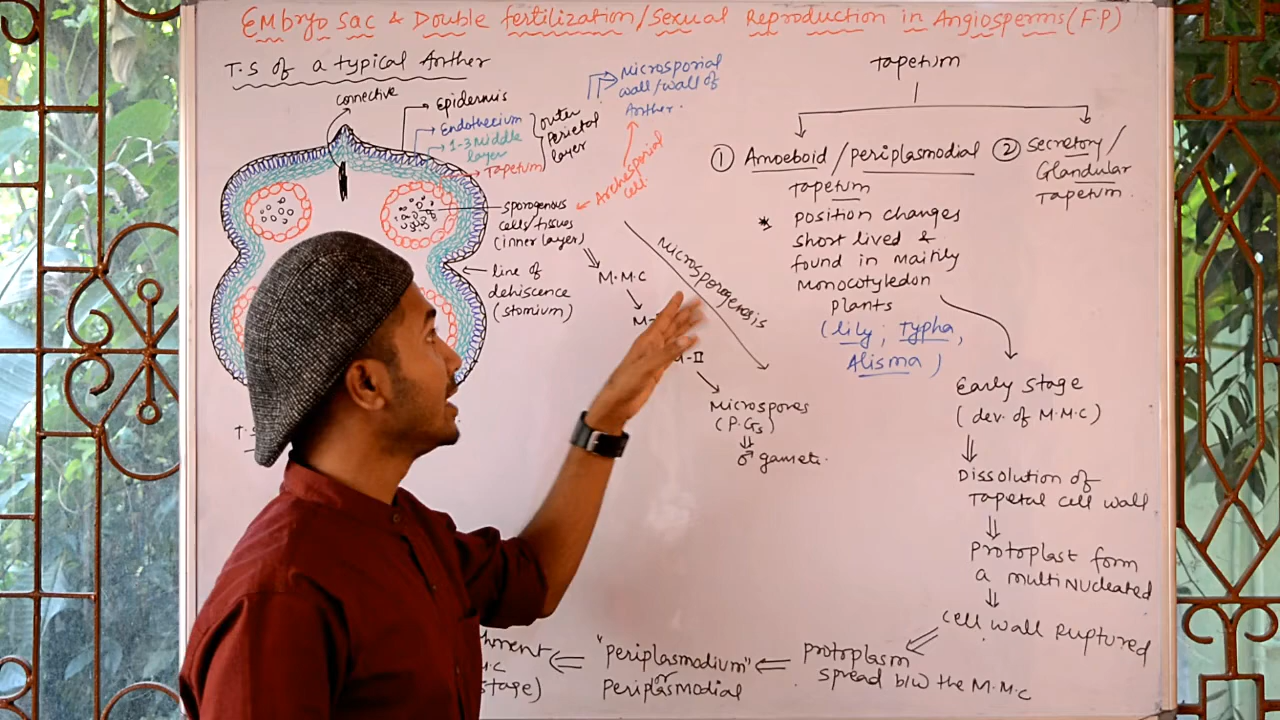 Embryo sac & Double fertilization/Sexual Reproduction in Angiosperms (F.P)
T.S of a typical Anther
connective
Epidermis
Endothecium
1-3 Middle
layer
Tapetum
outer
Parietal
layer
Microsporial
wall/wall of
Anther.
Archesporial
cell
sporogenous
cells/tissues
(inner layer)
line of
dehiscence
(stomium)
M.M.C
M-
-II
Microspores
(P.Gs)
♂ gamete.
Microsporogenesis
T.S
Tapetum
① Amoeboid / periplasmodial
Tapetum
* position changes
short lived &
found in maitily
monocotyledon
plants
(lily, Typha,
Alisma)
② Secretory/
Glandular
Tapetum.
Early stage
(dev. of M.M.C)
Dissolution of
Tapetal cell wall
Protoplast form
a multinucleated
cell wall Ruptured
protoplasm
spread b/w the M.M.C
"periplasmodium"
or
Periplasmodial
hment
.C
stage)